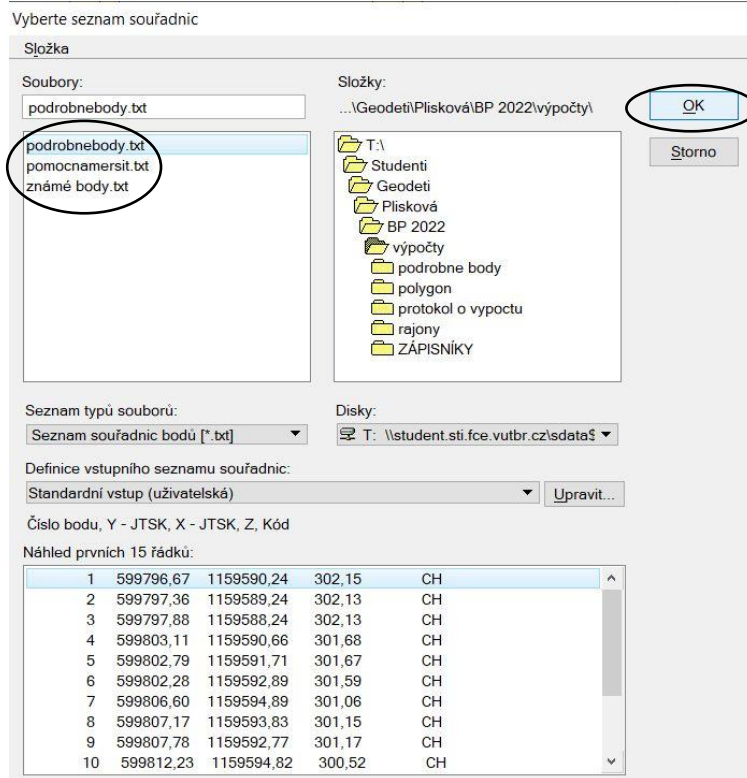 Vyberte seznam souřadnic
Složka
Soubory:
podrobnebody.txt
podrobnebody.txt
pomocnamersit.txt
známé body.txt
Složky:
...\Geodeti\Plisková\BP 2022\výpočty\
T:\
Studenti
Geodeti
Plisková
BP 2022
výpočty
podrobne body
polygon
protokol o vypoctu
rajony
ZÁPISNÍKY
OK
Storno
Seznam typů souborů:
Seznam souřadnic bodů [*.txt]
Disky:
T: \\student.sti.fce.vutbr.cz\sdata$
Definice vstupního seznamu souřadnic:
Standardní vstup (uživatelská)
Upravit...
Číslo bodu, Y - JTSK, X - JTSK, Z, Kód
Náhled prvních 15 řádků:
1 599796,67 1159590,24 302,15 CH
2 599797,36 1159589,24 302,13 CH
3 599797,88 1159588,24 302,13 CH
4 599803,11 1159590,66 301,68 CH
5 599802,79 1159591,71 301,67 CH
6 599802,28 1159592,89 301,59 CH
7 599806,60 1159594,89 301,06 CH
8 599807,17 1159593,83 301,15 CH
9 599807,78 1159592,77 301,17 CH
10 599812,23 1159594,82 300,52 CH